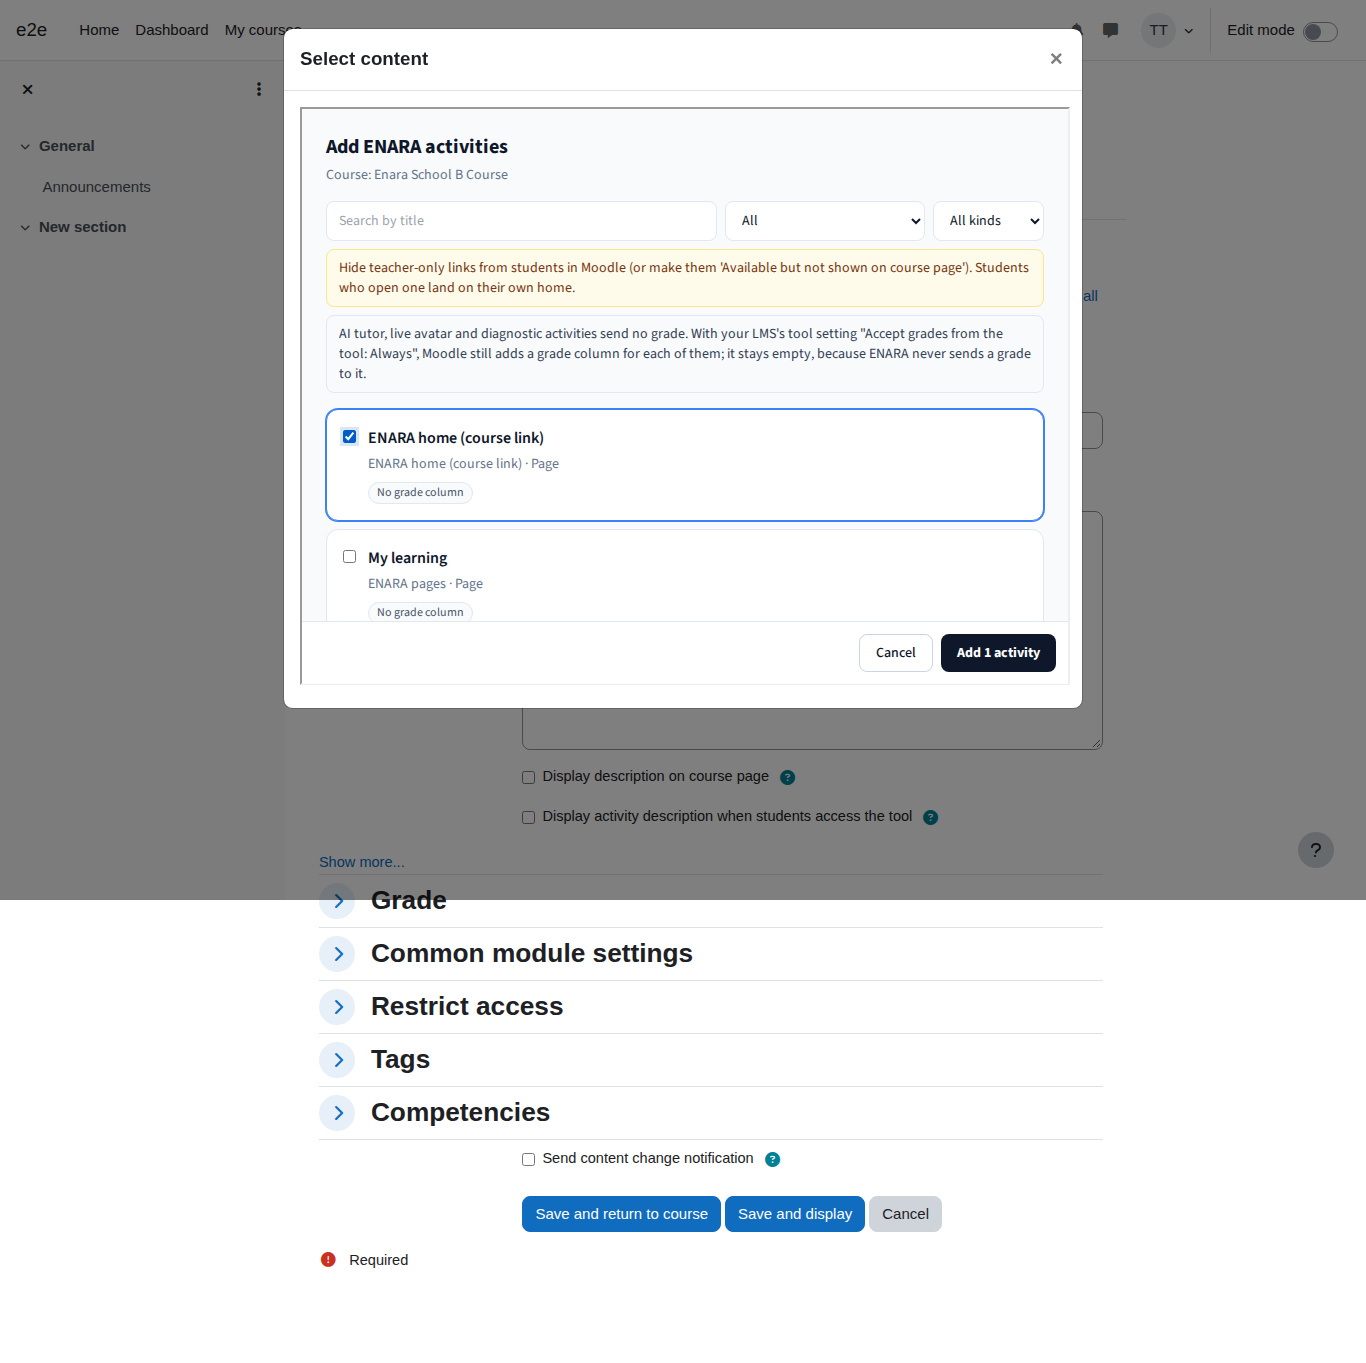 e2e
Home
Dashboard
My courses
TT
Edit mode
Select content
General
Announcements
New section
Add ENARA activities
Course: Enara School B Course
Search by title
All
All kinds
Hide teacher-only links from students in Moodle (or make them 'Available but not shown on course page'). Students
who open one land on their own home.
all
AI tutor, live avatar and diagnostic activities send no grade. With your LMS's tool setting "Accept grades from the
tool: Always", Moodle still adds a grade column for each of them; it stays empty, because ENARA never sends a grade
to it.
ENARA home (course link)
ENARA home (course link) · Page
No grade column
My learning
ENARA pages · Page
No grade column
Cancel
Add 1 activity
Display description on course page
?
Display activity description when students access the tool
?
?
Show more...
Grade
Common module settings
Restrict access
Tags
Competencies
Send content change notification
?
Save and return to course
Save and display
Cancel
! Required